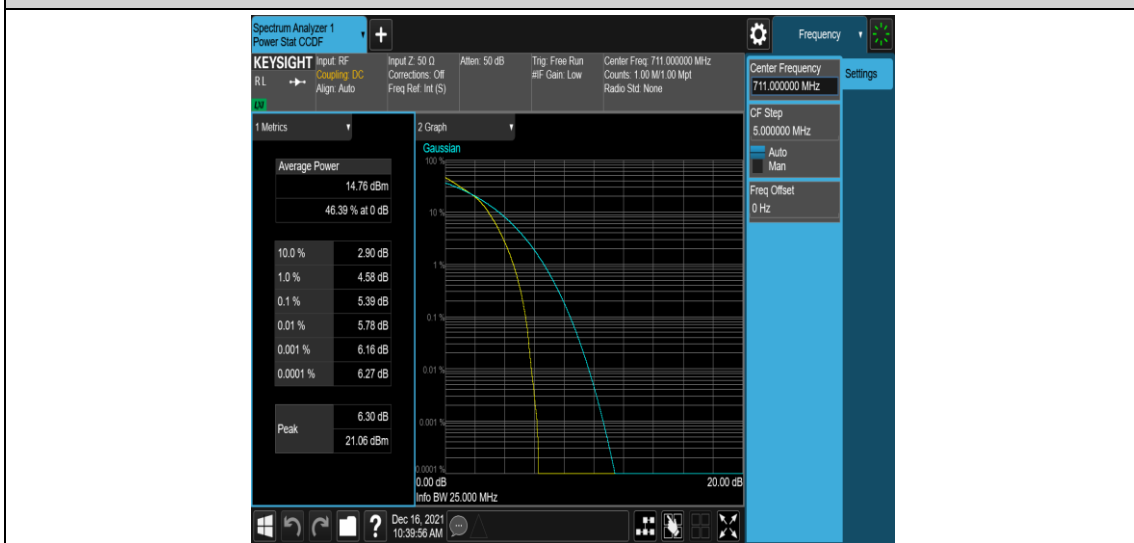 Spectrum Analyzer 1
Power Stat CCDF
+
Frequency
KEYSIGHT
RL
LXI
Input: RF
Coupling: DC
Align: Auto
Input Z: 50 Ω
Corrections: Off
Freq Ref: Int (S)
Atten: 50 dB
Trig: Free Run
#IF Gain: Low
Center Freq: 711.000000 MHz
Counts: 1.00 M/1.00 Mpt
Radio Std: None
Center Frequency
711.000000 MHz
Settings
CF Step
5.000000 MHz
Auto
Man
Freq Offset
0 Hz
1 Metrics
Average Power
14.76 dBm
46.39 % at 0 dB
10.0 % 2.90 dB
1.0 % 4.58 dB
0.1 % 5.39 dB
0.01 % 5.78 dB
0.001 % 6.16 dB
0.0001 % 6.27 dB
Peak 6.30 dB
21.06 dBm
2 Graph
Gaussian
100 %
10 %
1 %
0.1 %
0.01 %
0.001 %
0.0001 %
0.00 dB 20.00 dB
Info BW 25.000 MHz
?
Dec 16, 2021
10:39:56 AM